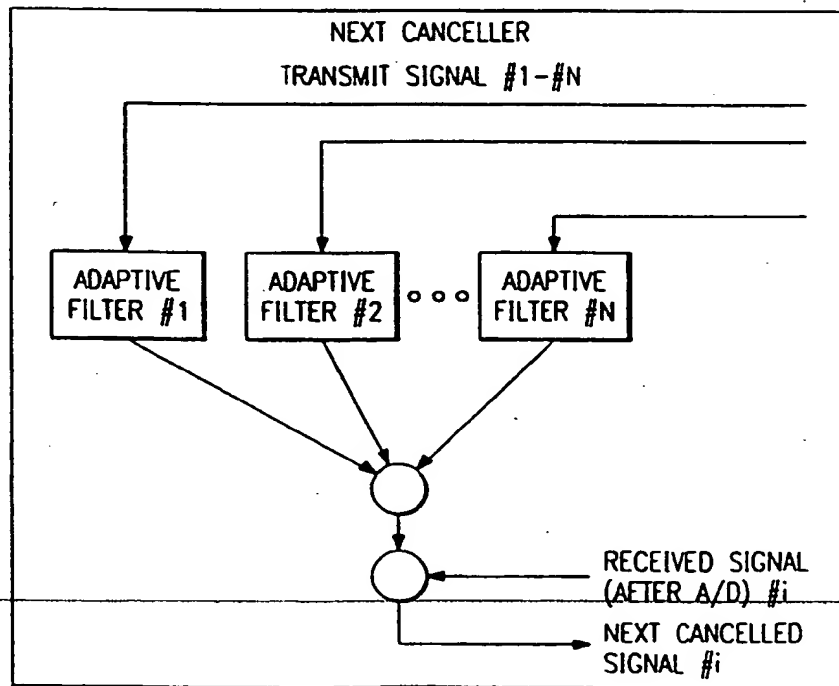 NEXT CANCELLER
TRANSMIT SIGNAL #1-#N
ADAPTIVE
FILTER #1
ADAPTIVE
FILTER #2
ADAPTIVE
FILTER #N
RECEIVED SIGNAL
(AFTER A/D) #i
NEXT CANCELLED
SIGNAL #i